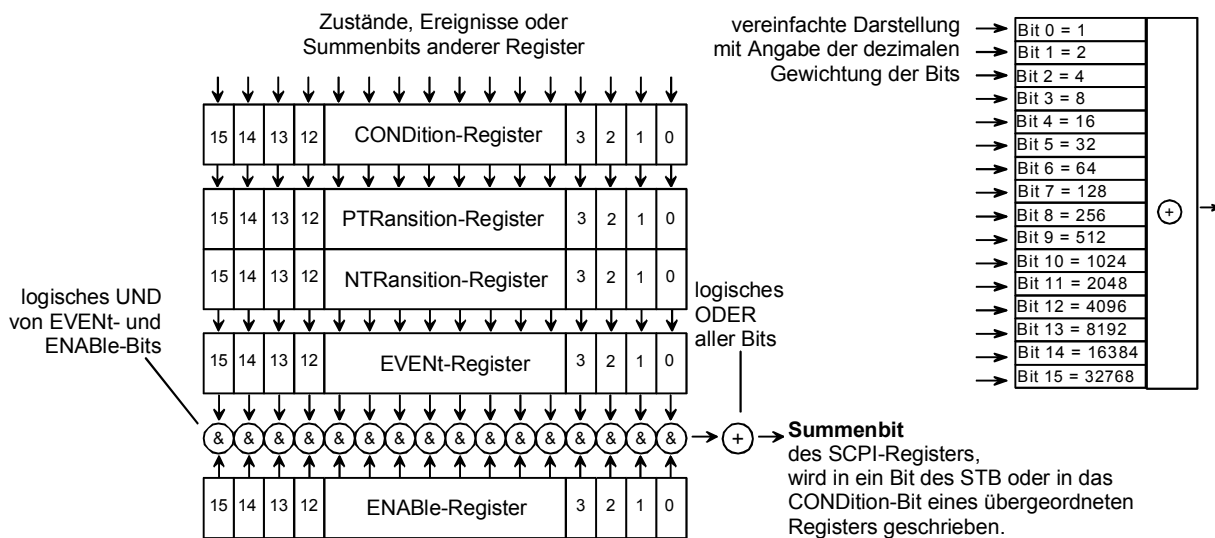 Zustände, Ereignisse oder
Summenbits anderer Register
15 14 13 12 CONDition-Register 3 2 1 0
15 14 13 12 PTRansition-Register 3 2 1 0
15 14 13 12 NTRansition-Register 3 2 1 0
15 14 13 12 EVENt-Register 3 2 1 0
& & & & & & & & & & & & & & & & +
15 14 13 12 ENABle-Register 3 2 1 0
logisches UND
von EVENt- und
ENABle-Bits
logisches
ODER
aller Bits
Summenbit
des SCPI-Registers,
wird in ein Bit des STB oder in das
CONDition-Bit eines übergeordneten
Registers geschrieben.
vereinfachte Darstellung
mit Angabe der dezimalen
Gewichtung der Bits
Bit 0 = 1
Bit 1 = 2
Bit 2 = 4
Bit 3 = 8
Bit 4 = 16
Bit 5 = 32
Bit 6 = 64
Bit 7 = 128
Bit 8 = 256
Bit 9 = 512
Bit 10 = 1024
Bit 11 = 2048
Bit 12 = 4096
Bit 13 = 8192
Bit 14 = 16384
Bit 15 = 32768
+